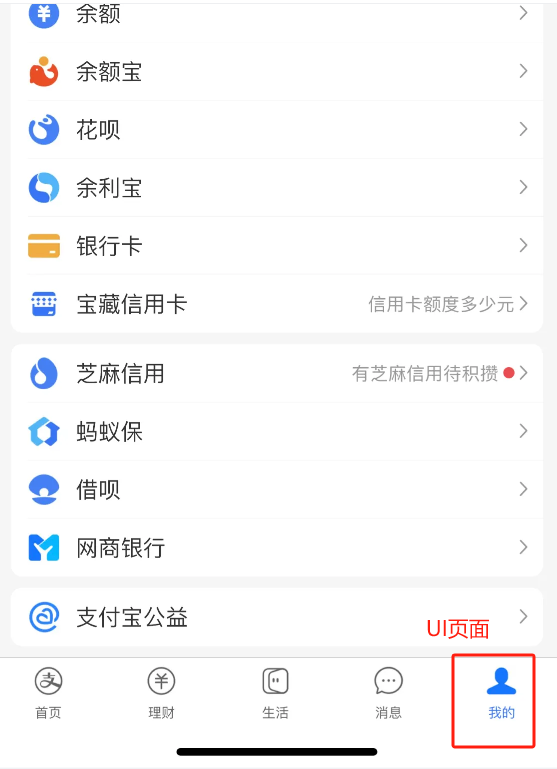 余额
余额宝
花呗
余利宝
银行卡
宝藏信用卡 信用卡额度多少元
芝麻信用 有芝麻信用待积攒
蚂蚁保
借呗
网商银行
支付宝公益
UI页面
首页 理财 生活 消息 我的